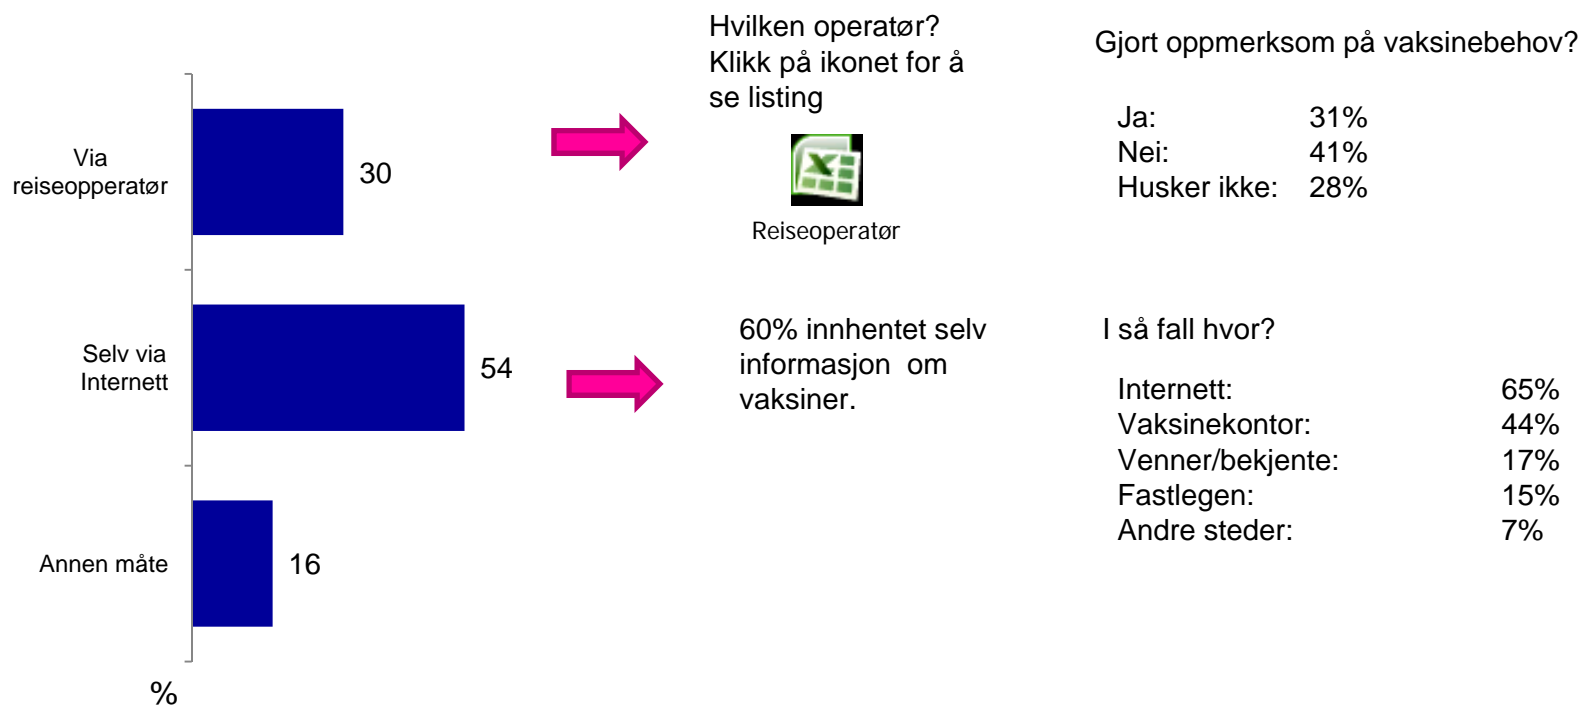 Via
reiseopperatør
30
Selv via
Internett
54
Annen måte
16
%
Hvilken operatør?
Klikk på ikonet for å
se listing
Reiseoperatør
Gjort oppmerksom på vaksinebehov?
Ja: 31%
Nei: 41%
Husker ikke: 28%
60% innhentet selv
informasjon om
vaksiner.
I så fall hvor?
Internett: 65%
Vaksinekontor: 44%
Venner/bekjente: 17%
Fastlegen: 15%
Andre steder: 7%